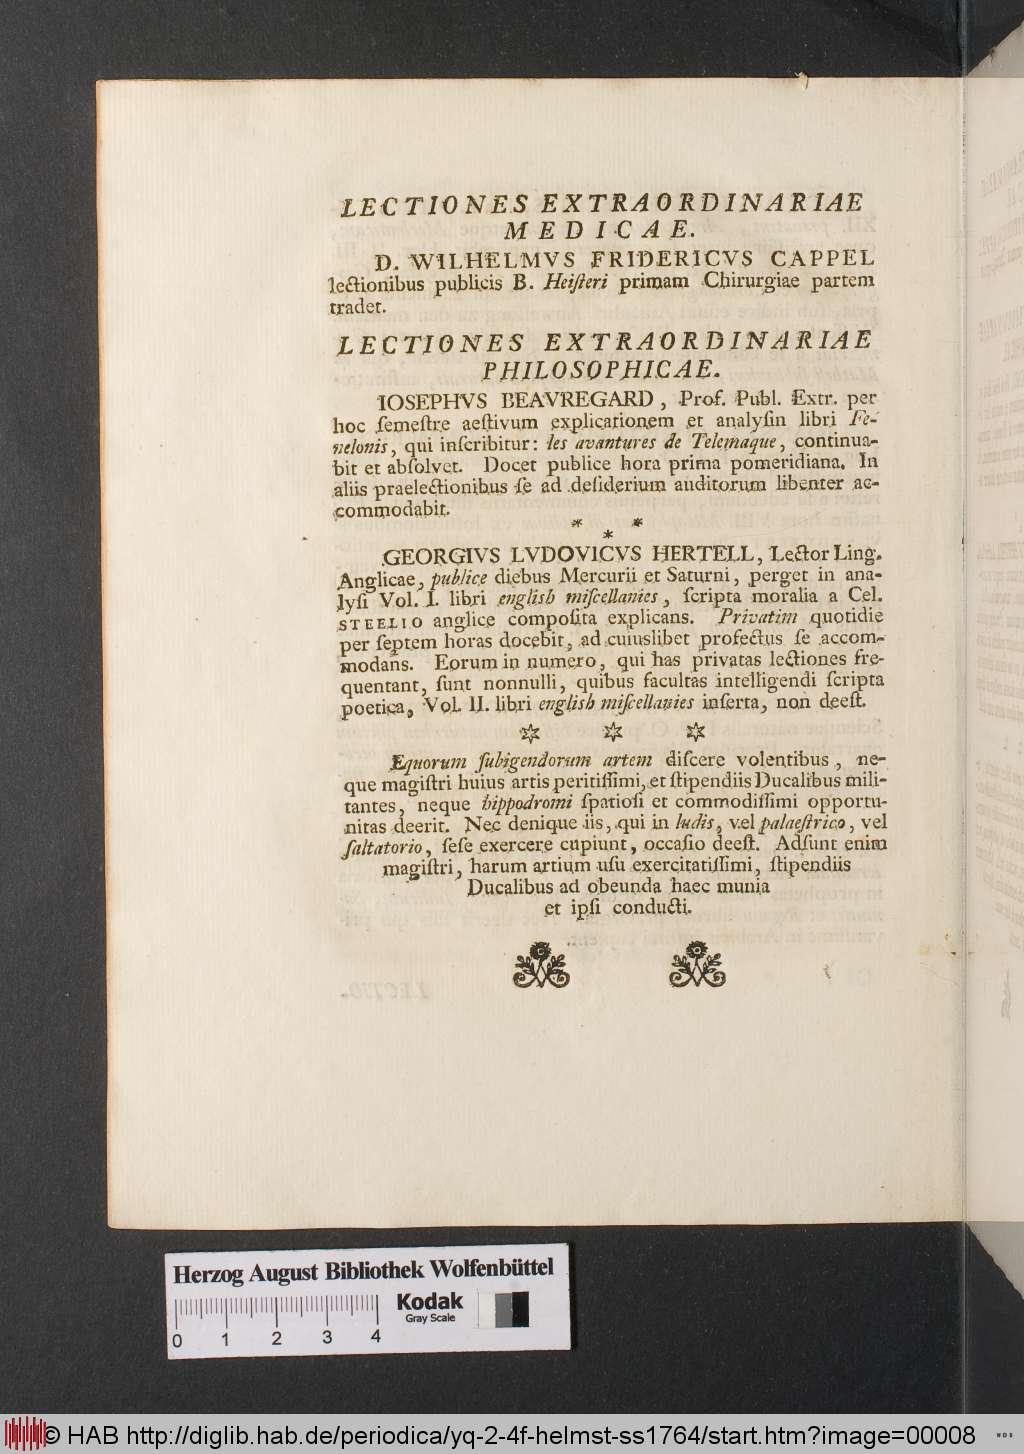 LECTIONES EXTRAORDINARIAE
MEDICAE.
D. WILHELMVS FRIDERICVS CAPPEL
lectionibus publicis B. Heiſteri primam Chirurgiae partem
tradet.
LECTIONES EXTRAORDINARIAE
PHILOSOPHICAE.
IOSEPHVS BEAVREGARD, Prof. Publ. Extr. per
hoc ſemeſtre aeſtivum explicationem et analyſin libri Fe-
nelonis, qui inſcribitur: les avantures de Telemaque, continua-
bit et abſolvet. Docet publice hora prima pomeridiana. In
aliis praelectionibus ſe ad deſiderium auditorum libenter ac-
commodabit.
* *
*
GEORGIVS LVDOVICVS HERTELL, Lector Ling.
Anglicae, publice diebus Mercurii et Saturni, perget in ana-
lyſi Vol. I. libri english miſcellanies, ſcripta moralia a Cel.
STEELIO anglice compoſita explicans. Privatim quotidie
per ſeptem horas docebit, ad cuiuslibet profectus ſe accom-
modans. Eorum in numero, qui has privatas lectiones fre-
quentant, ſunt nonnulli, quibus facultas intelligendi ſcripta
poetica, Vol. II. libri english miſcellanies inſerta, non deeſt.
* * *
Equorum ſubigendorum artem diſcere volentibus, ne-
que magiſtri huius artis peritiſſimi, et ſtipendiis Ducalibus mili-
tantes, neque hippodromi ſpatioſi et commodiſſimi opportu-
nitas deerit. Nec denique iis, qui in ludis, vel palaeſtrico, vel
ſaltatorio, ſeſe exercere cupiunt, occaſio deeſt. Adſunt enim
magiſtri, harum artium uſu exercitatiſſimi, ſtipendiis
Ducalibus ad obeunda haec munia
et ipſi conducti.
Herzog August Bibliothek Wolfenbüttel
Kodak
Gray Scale
0 1 2 3 4
© HAB http://diglib.hab.de/periodica/yq-2-4f-helmst-ss1764/start.htm?image=00008